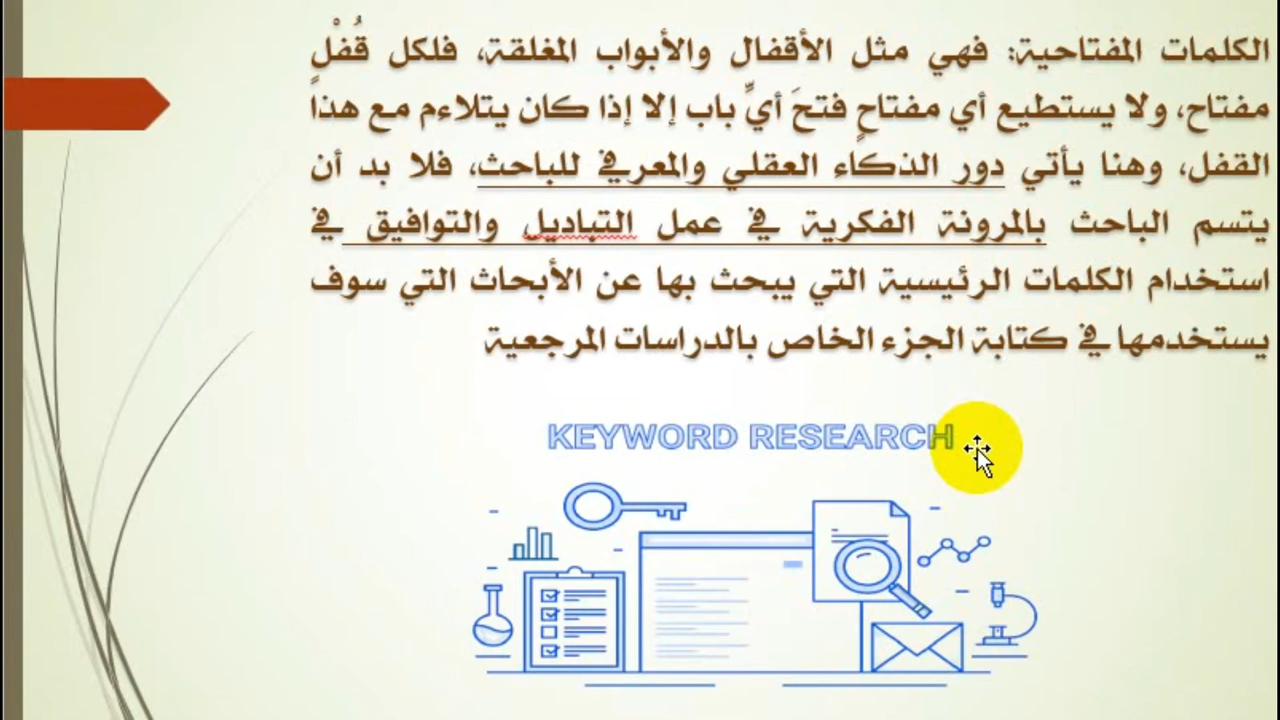 الكلمات المفتاحية: فهي مثل الأقفال والأبواب المغلقة، فلكل قُفْلٍ
مفتاح، ولا يستطيع أي مفتاحٍ فتحَ أيِّ باب إلا إذا كان يتلاءم مع هذا
القفل، وهنا يأتي دور الذكاء العقلي والمعرفي للباحث، فلا بد أن
يتسم الباحث بالمرونة الفكرية في عمل التباديل والتوافيق في
استخدام الكلمات الرئيسية التي يبحث بها عن الأبحاث التي سوف
يستخدمها في كتابة الجزء الخاص بالدراسات المرجعية
KEYWORD RESEARCH